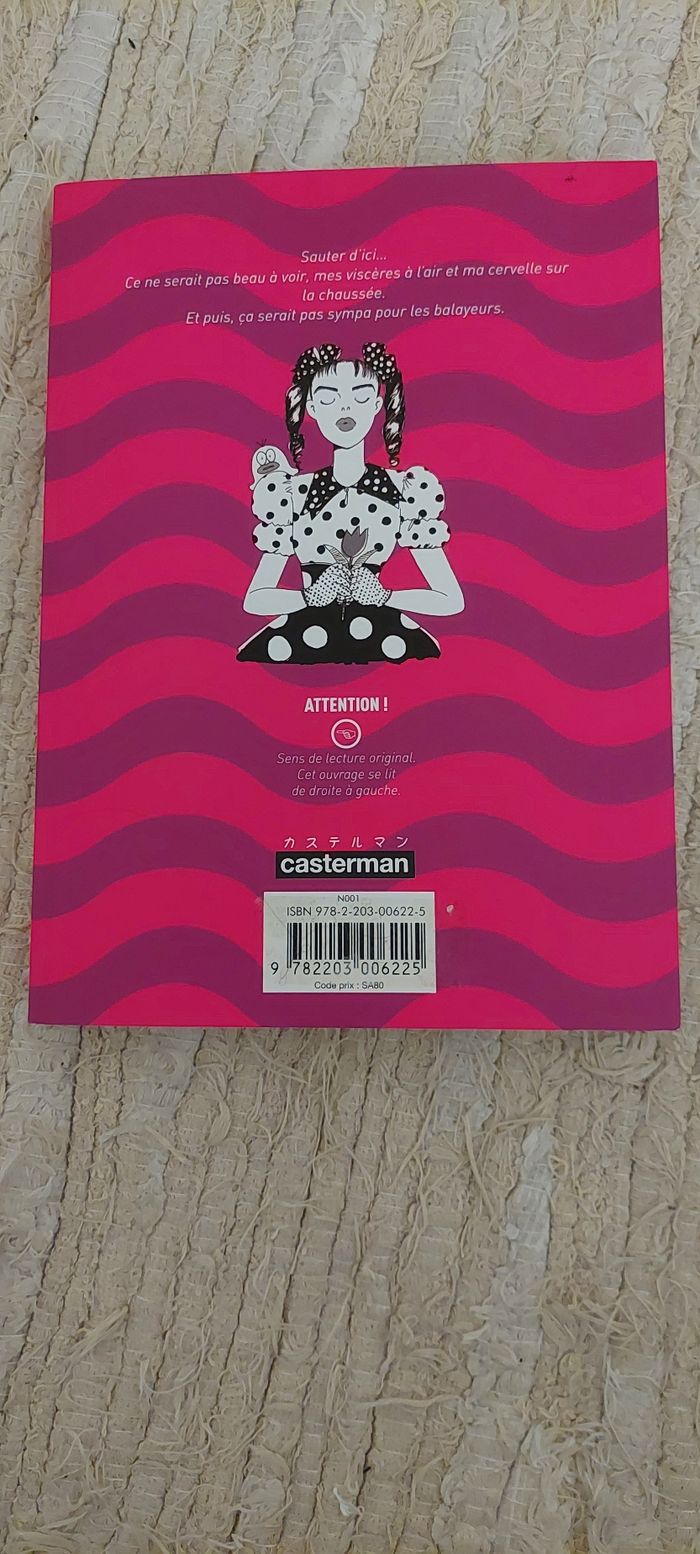 Sauter d'ici...
Ce ne serait pas beau à voir, mes viscères à l'air et ma cervelle sur
la chaussée.
Et puis, ça serait pas sympa pour les balayeurs.
ATTENTION !
Sens de lecture original.
Cet ouvrage se lit
de droite à gauche.
カステルマン
casterman
N001
ISBN 978-2-203-00622-5
9 782203 006225
Code prix : SA80